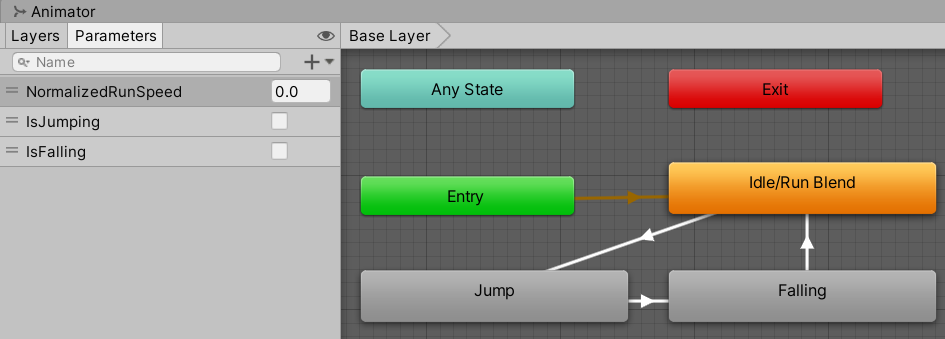 Animator
Layers Parameters
Base Layer
Name
NormalizedRunSpeed 0.0
IsJumping
IsFalling
Any State
Exit
Entry
Idle/Run Blend
Jump
Falling